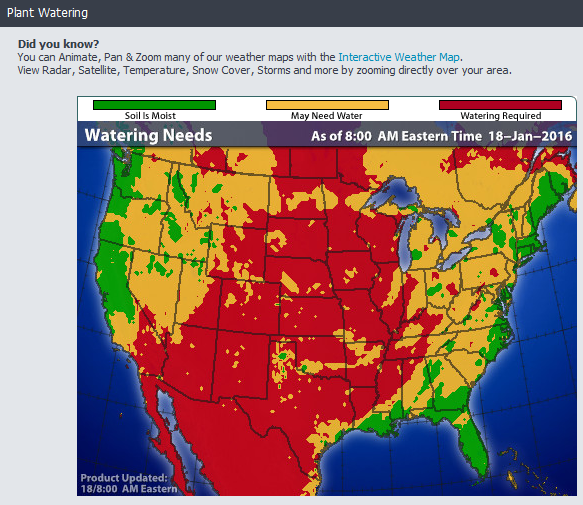 Plant Watering
Did you know?
You can Animate, Pan & Zoom many of our weather maps with the Interactive Weather Map.
View Radar, Satellite, Temperature, Snow Cover, Storms and more by zooming directly over your area.
Soil Is Moist May Need Water Watering Required
Watering Needs As of 8:00 AM Eastern Time 18-Jan-2016
Product Updated:
18/8:00 AM Eastern